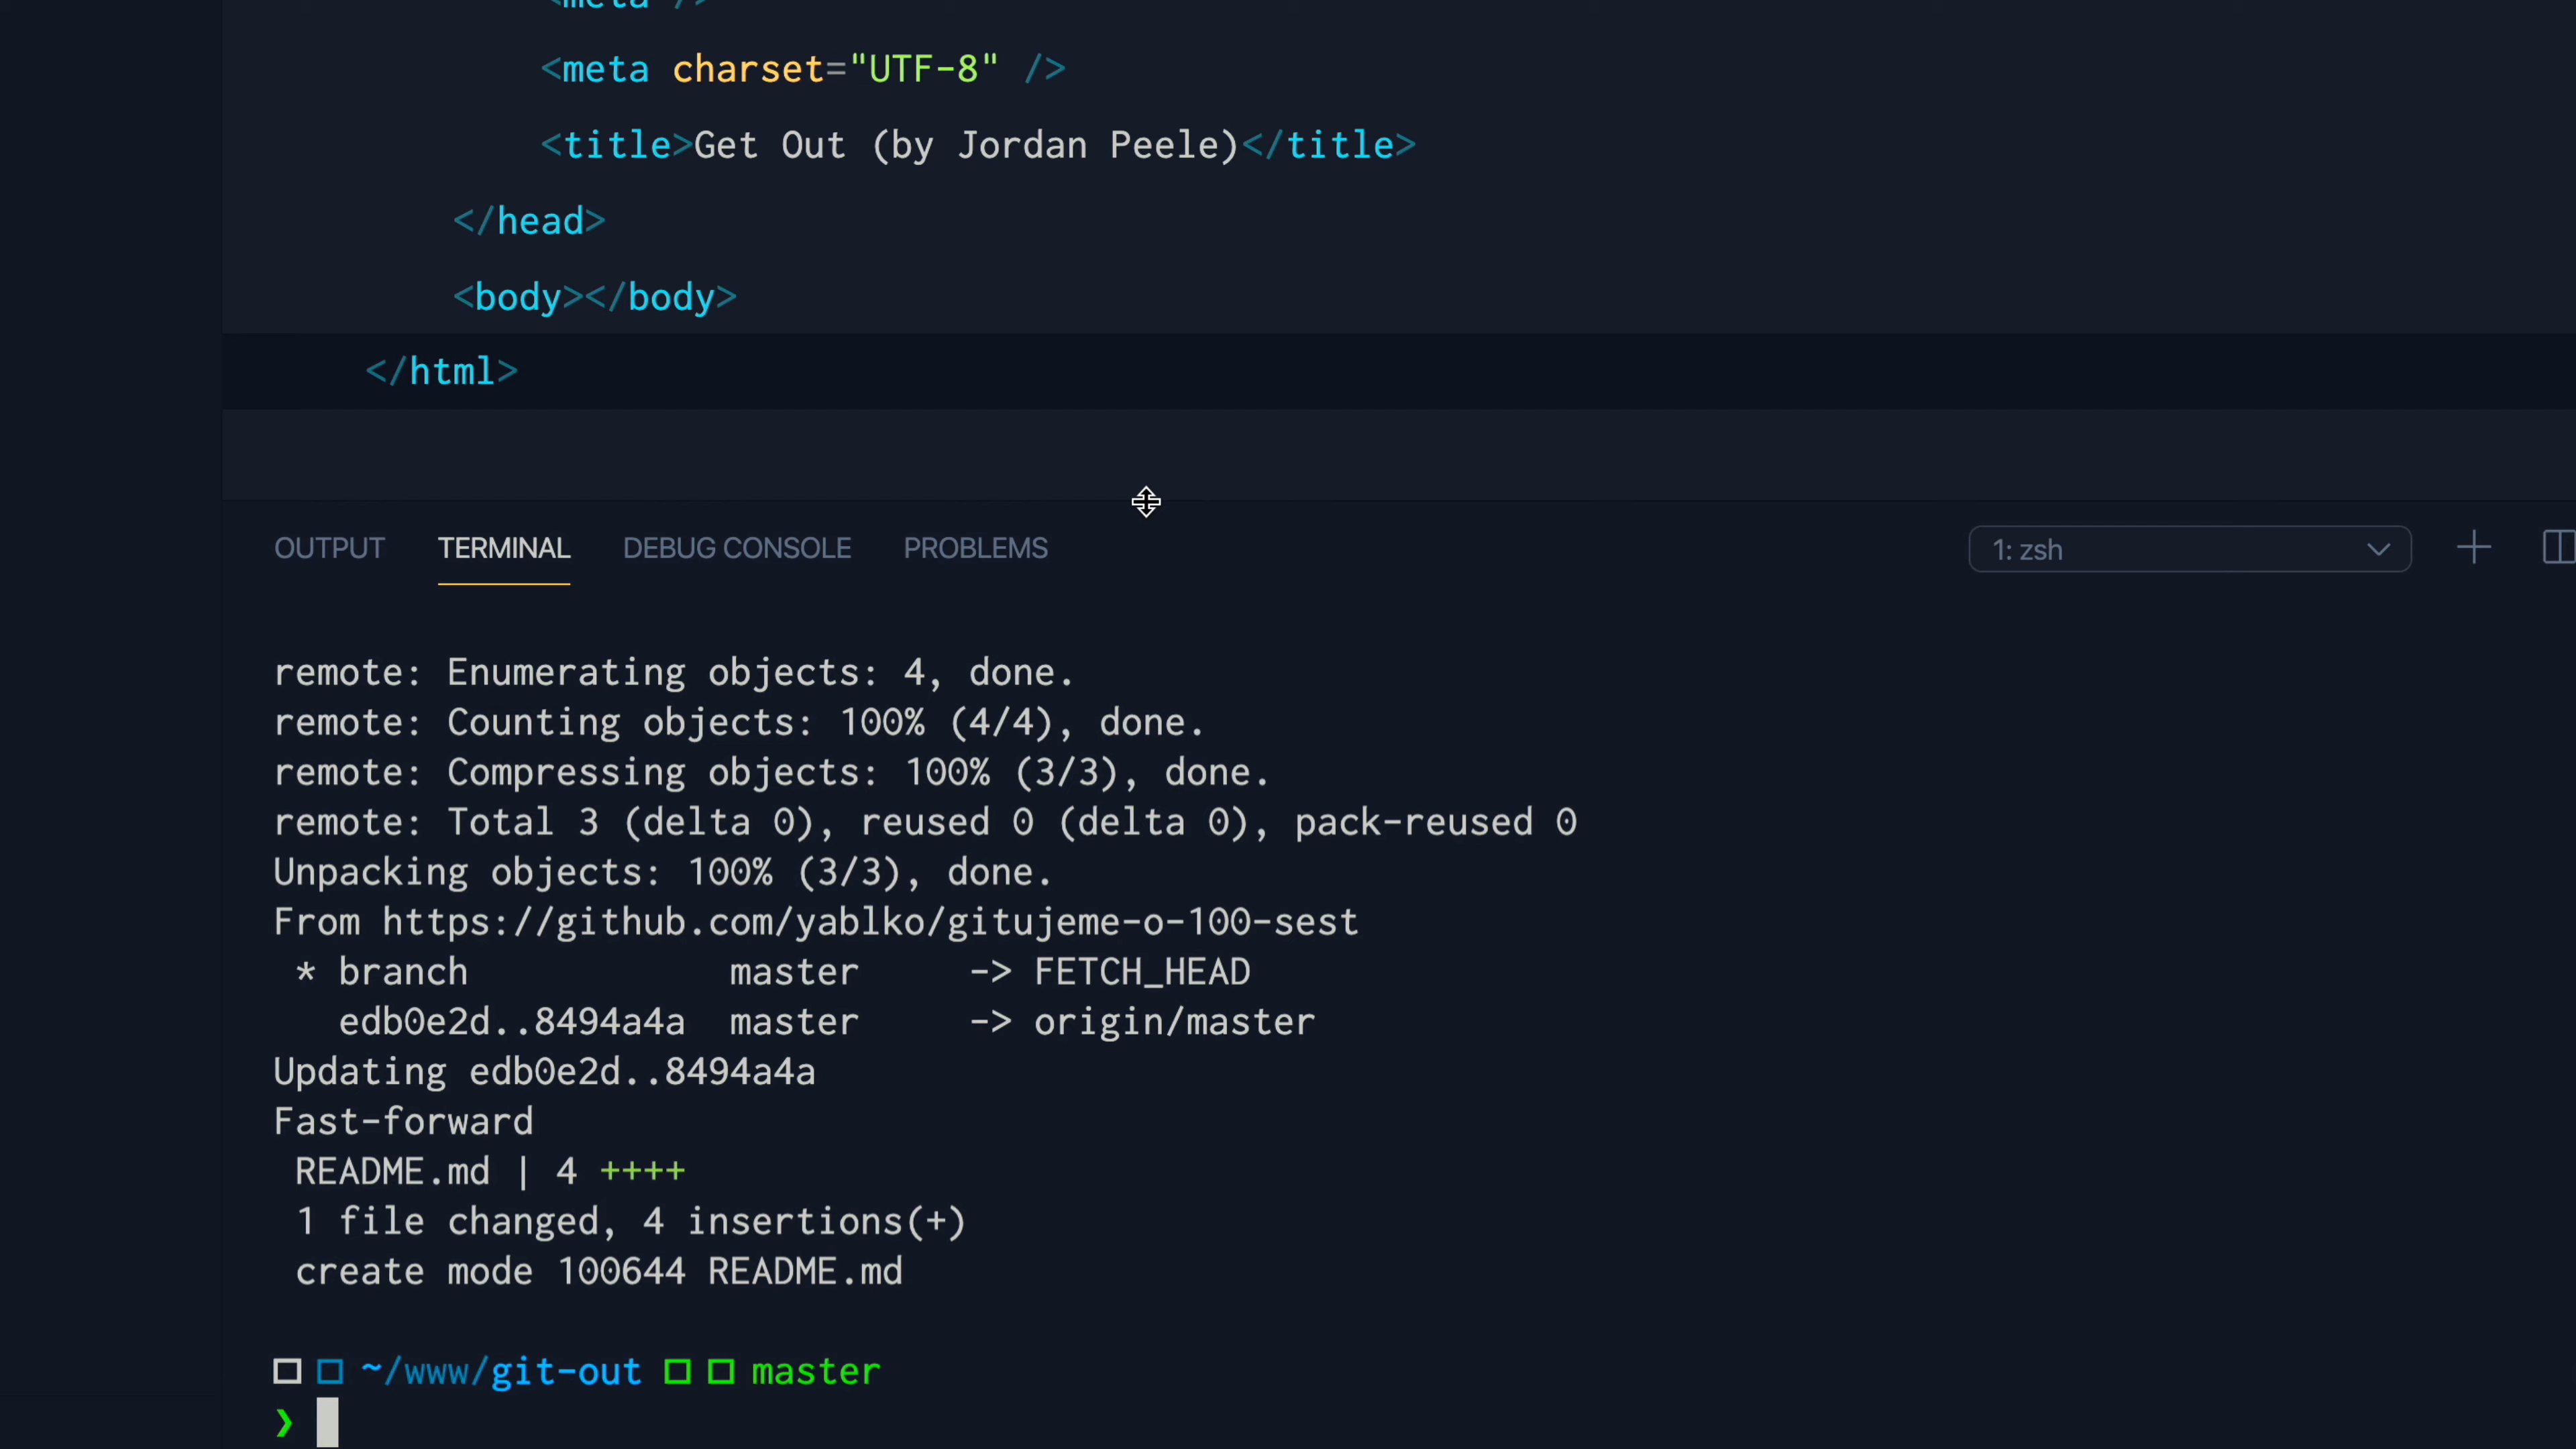 <meta />
<meta charset="UTF-8" />
<title>Get Out (by Jordan Peele)</title>
</head>
<body></body>
</html>
OUTPUT TERMINAL DEBUG CONSOLE PROBLEMS 1: zsh
remote: Enumerating objects: 4, done.
remote: Counting objects: 100% (4/4), done.
remote: Compressing objects: 100% (3/3), done.
remote: Total 3 (delta 0), reused 0 (delta 0), pack-reused 0
Unpacking objects: 100% (3/3), done.
From https://github.com/yablko/gitujeme-o-100-sest
* branch master -> FETCH_HEAD
edb0e2d..8494a4a master -> origin/master
Updating edb0e2d..8494a4a
Fast-forward
README.md | 4 ++++
1 file changed, 4 insertions(+)
create mode 100644 README.md
~/www/git-out master
❯